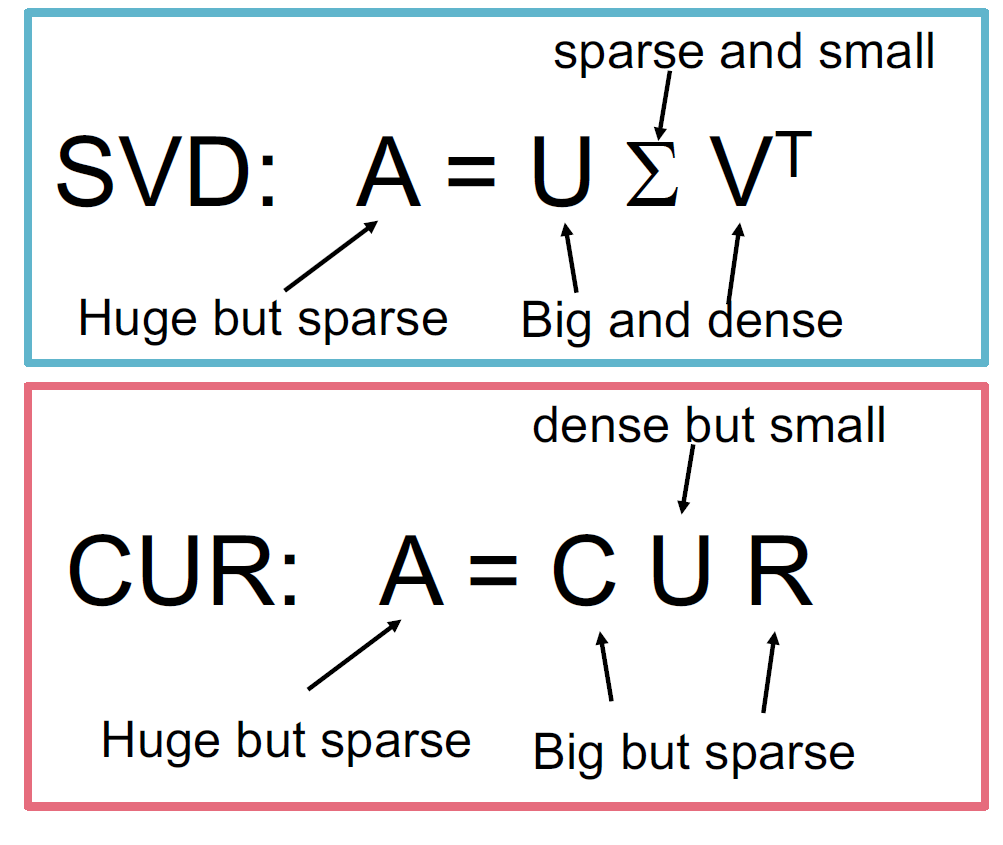 sparse and small
SVD: A = U Σ Vᵀ
Huge but sparse
Big and dense
dense but small
CUR: A = C U R
Huge but sparse
Big but sparse